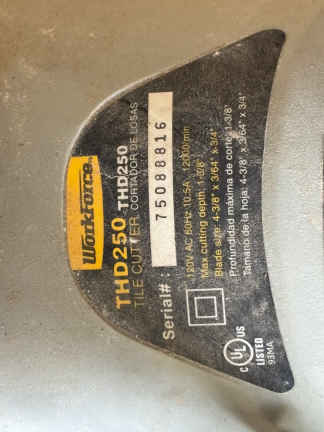 WORKFORCE
THD250 THD250
TILE CUTTER CORTADOR DE LOSAS
Serial#: 75088816
120V AC 60Hz 10.5A 12000/min
Max cutting depth: 1-3/8"
Blade size: 4-3/8" x 3/64" x 3/4"
Profundidad máxima de corte: 1-3/8"
Tamano de la hoja: 4-3/8" x 3/64" x 3/4"
C UL US
LISTED
93MA